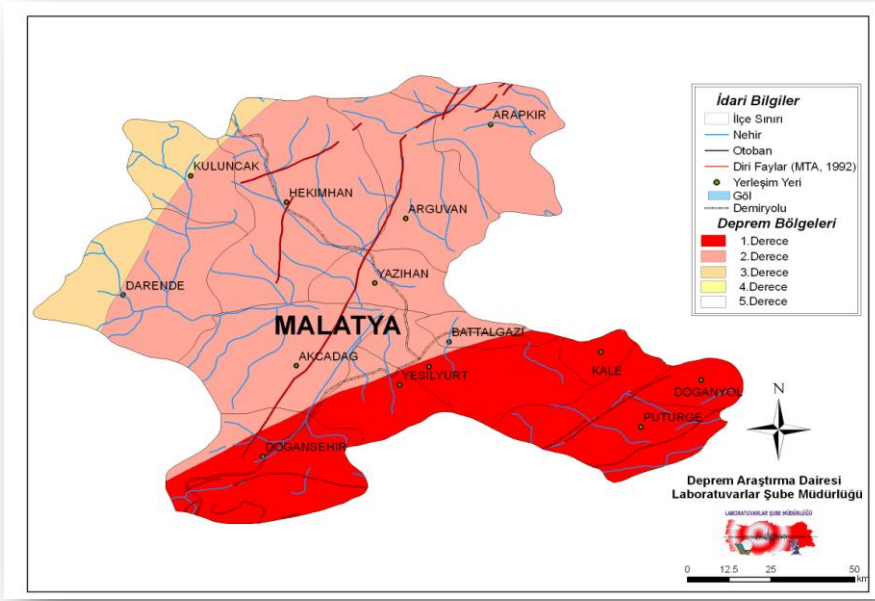 ARAPKIR
KULUNCAK
HEKIMHAN
ARGUVAN
DARENDE
YAZIHAN
MALATYA
BATTALGAZI
AKCADAG
YESILYURT
KALE
DOGANYOL
PUTURGE
DOGANSEHIR
İdari Bilgiler
İlçe Sınırı
Nehir
Otoban
Diri Faylar (MTA, 1992)
Yerleşim Yeri
Göl
Demiryolu
Deprem Bölgeleri
1.Derece
2.Derece
3.Derece
4.Derece
5.Derece
N
Deprem Araştırma Dairesi
Laboratuvarlar Şube Müdürlüğü
LABORATUVARLAR ŞUBE MÜDÜRLÜĞÜ
0 12.5 25 50
km